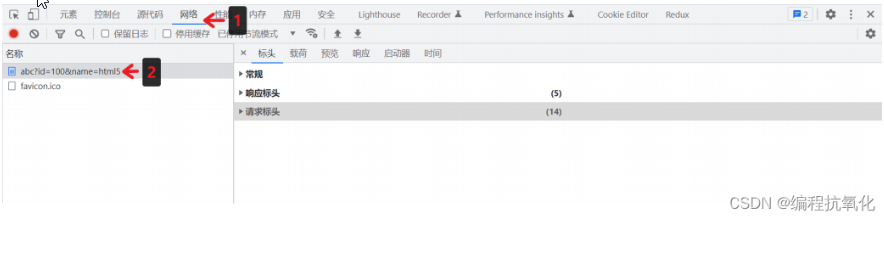 元素 控制台 源代码 网络 性能 内存 应用 安全 Lighthouse Recorder Performance insights Cookie Editor Redux 2
1
保留日志 停用缓存 已停用节流模式
名称 × 标头 载荷 预览 响应 启动器 时间
abc?id=100&name=html5 2
favicon.ico
常规
响应标头 (5)
请求标头 (14)
CSDN @编程抗氧化